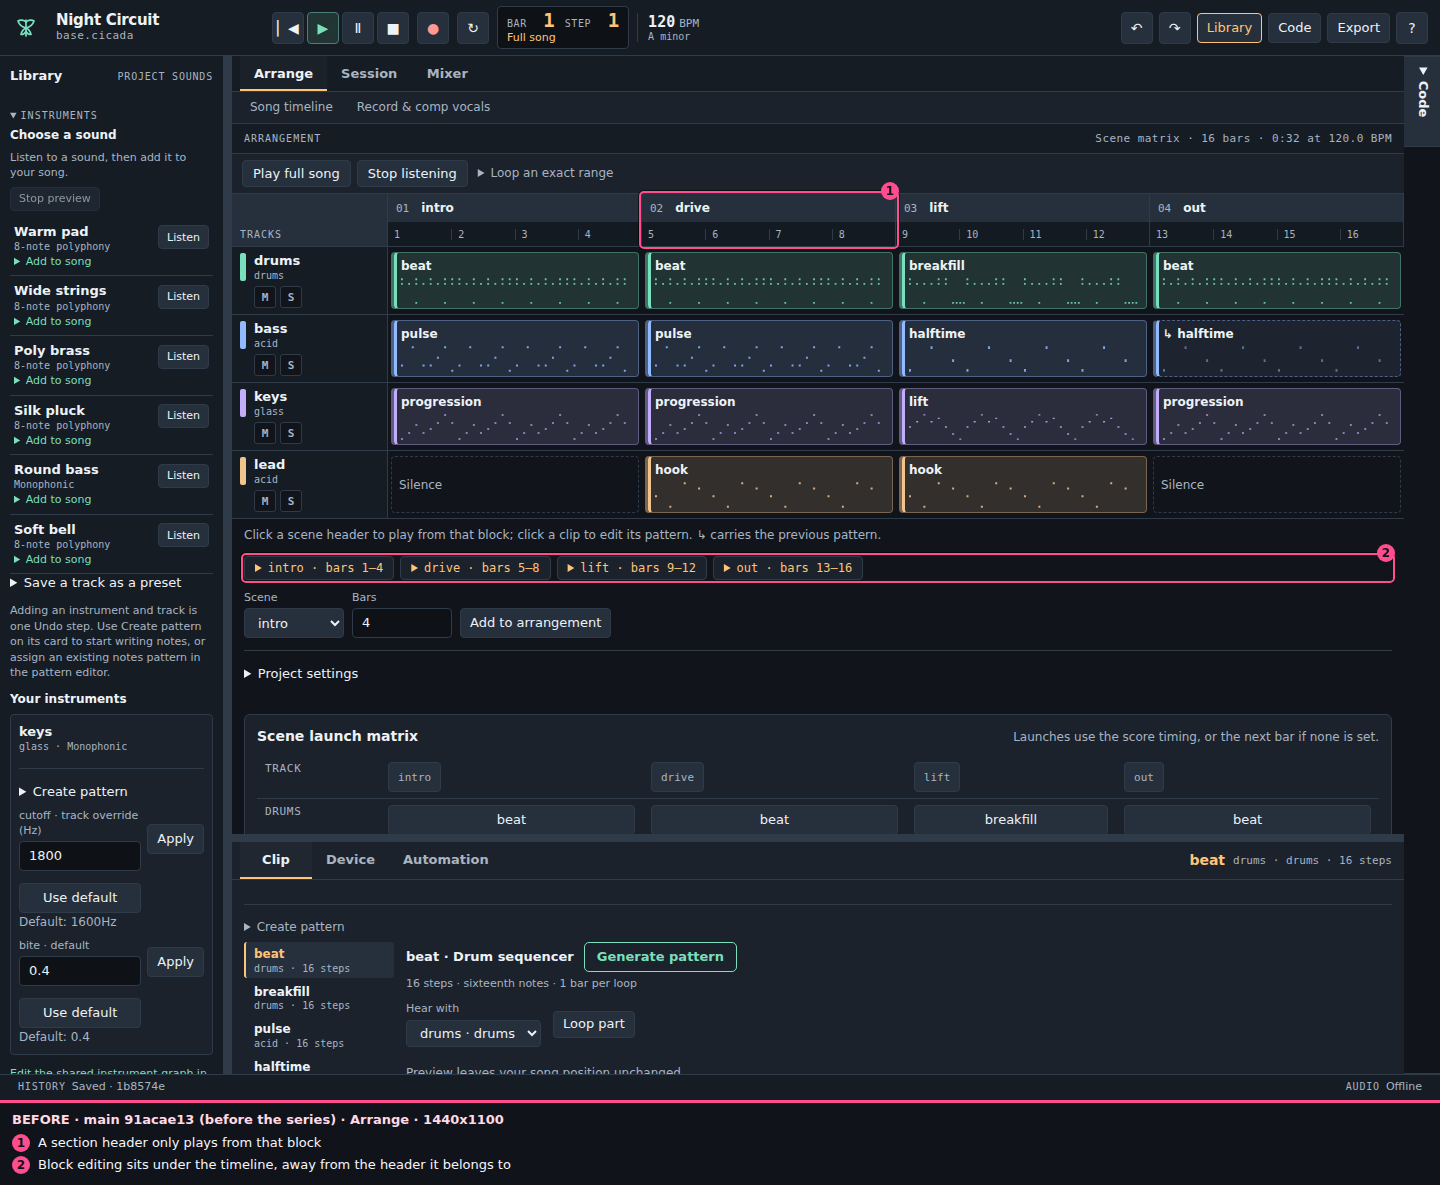 Night Circuit
base.cicada
BAR 1 STEP 1
Full song
120 BPM
A minor
Library
Code
Export
?
Library
PROJECT SOUNDS
INSTRUMENTS
Choose a sound
Listen to a sound, then add it to
your song.
Stop preview
Warm pad
8-note polyphony
Add to song
Listen
Wide strings
8-note polyphony
Add to song
Listen
Poly brass
8-note polyphony
Add to song
Listen
Silk pluck
8-note polyphony
Add to song
Listen
Round bass
Monophonic
Add to song
Listen
Soft bell
8-note polyphony
Add to song
Listen
Save a track as a preset
Adding an instrument and track is
one Undo step. Use Create pattern
on its card to start writing notes, or
assign an existing notes pattern in
the pattern editor.
Your instruments
keys
glass · Monophonic
Create pattern
cutoff · track override
(Hz)
1800
Apply
Use default
Default: 1600Hz
bite · default
0.4
Apply
Use default
Default: 0.4
Edit the shared instrument graph in
Arrange
Session
Mixer
Song timeline
Record & comp vocals
ARRANGEMENT
Scene matrix · 16 bars · 0:32 at 120.0 BPM
Play full song
Stop listening
Loop an exact range
1
01 intro
02 drive
03 lift
04 out
TRACKS
1 2 3 4 5 6 7 8 9 10 11 12 13 14 15 16
drums
drums
M S
beat
beat
breakfill
beat
bass
acid
M S
pulse
pulse
halftime
↳ halftime
keys
glass
M S
progression
progression
lift
progression
lead
acid
M S
Silence
hook
hook
Silence
Click a scene header to play from that block; click a clip to edit its pattern. ↳ carries the previous pattern.
2
intro · bars 1–4
drive · bars 5–8
lift · bars 9–12
out · bars 13–16
Scene
Bars
intro
4
Add to arrangement
Project settings
Scene launch matrix
Launches use the score timing, or the next bar if none is set.
TRACK
intro
drive
lift
out
DRUMS
beat
beat
breakfill
beat
Clip
Device
Automation
beat drums · drums · 16 steps
Create pattern
beat
drums · 16 steps
breakfill
drums · 16 steps
pulse
acid · 16 steps
halftime
beat · Drum sequencer
Generate pattern
16 steps · sixteenth notes · 1 bar per loop
Hear with
drums · drums
Loop part
Preview leaves your song position unchanged
Code
HISTORY Saved · 1b8574e
AUDIO Offline
BEFORE · main 91acae13 (before the series) · Arrange · 1440x1100
1 A section header only plays from that block
2 Block editing sits under the timeline, away from the header it belongs to